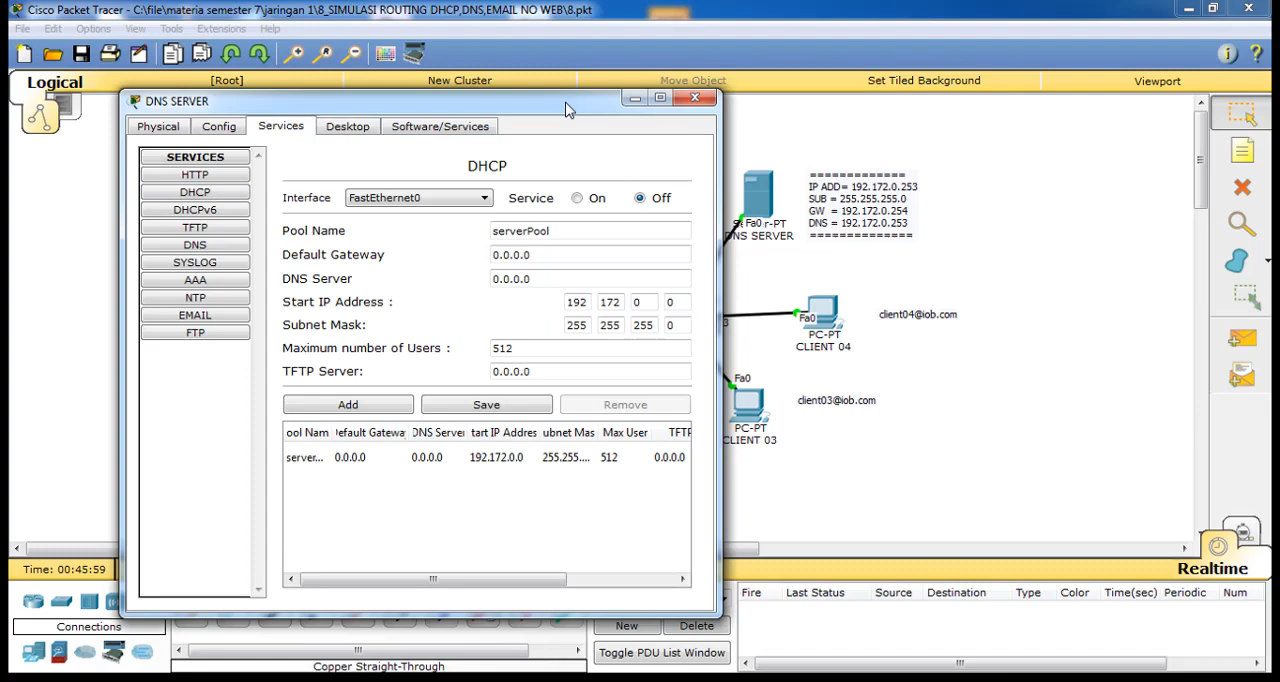 Cisco Packet Tracer - C:\file\materia semester 7\jaringan 1\8_SIMULASI ROUTING DHCP,DNS,EMAIL NO WEB\8.pkt
File Edit Options View Tools Extensions Help
Logical [Root] New Cluster Move Object Set Tiled Background Viewport
DNS SERVER
Physical Config Services Desktop Software/Services
SERVICES
HTTP
DHCP
DHCPv6
TFTP
DNS
SYSLOG
AAA
NTP
EMAIL
FTP
DHCP
Interface FastEthernet0 Service On Off
Pool Name serverPool
Default Gateway 0.0.0.0
DNS Server 0.0.0.0
Start IP Address : 192 172 0 0
Subnet Mask: 255 255 255 0
Maximum number of Users : 512
TFTP Server: 0.0.0.0
Add Save Remove
ool Nam efault Gateway DNS Server tart IP Addres ubnet Mas Max User TFTP
server... 0.0.0.0 0.0.0.0 192.172.0.0 255.255.... 512 0.0.0.0
Fa0 r-PT
DNS SERVER
=============
IP ADD= 192.172.0.253
SUB = 255.255.255.0
GW = 192.172.0.254
DNS = 192.172.0.253
=============
Fa0
PC-PT
CLIENT 04
client04@iob.com
3
Fa0
PC-PT
CLIENT 03
client03@iob.com
Time: 00:45:59
Realtime
Connections
Copper Straight-Through
New Delete
Toggle PDU List Window
Fire Last Status Source Destination Type Color Time(sec) Periodic Num